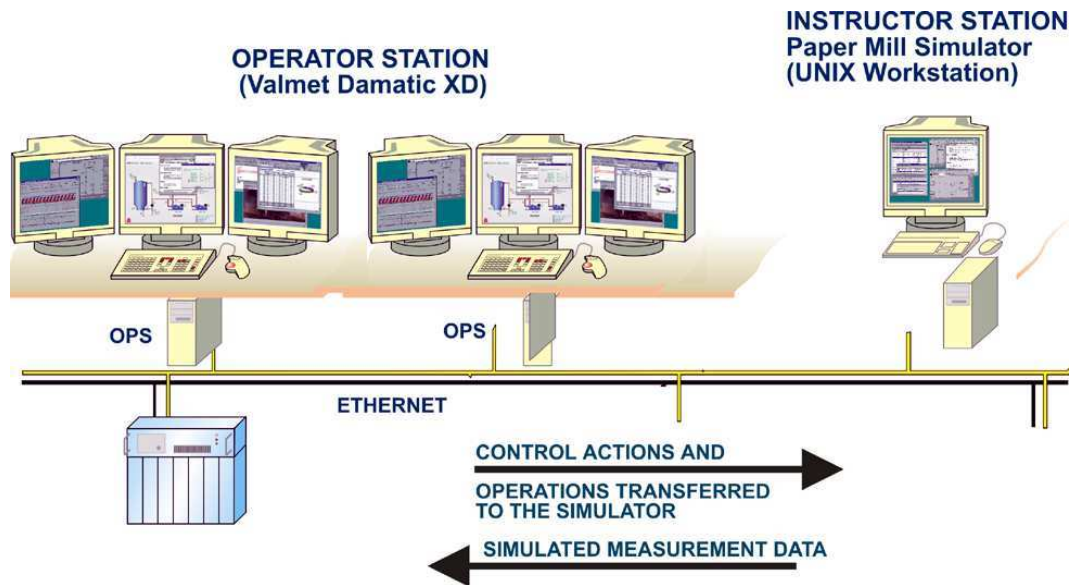 OPERATOR STATION
(Valmet Damatic XD)
INSTRUCTOR STATION
Paper Mill Simulator
(UNIX Workstation)
OPS
OPS
ETHERNET
CONTROL ACTIONS AND
OPERATIONS TRANSFERRED
TO THE SIMULATOR
SIMULATED MEASUREMENT DATA